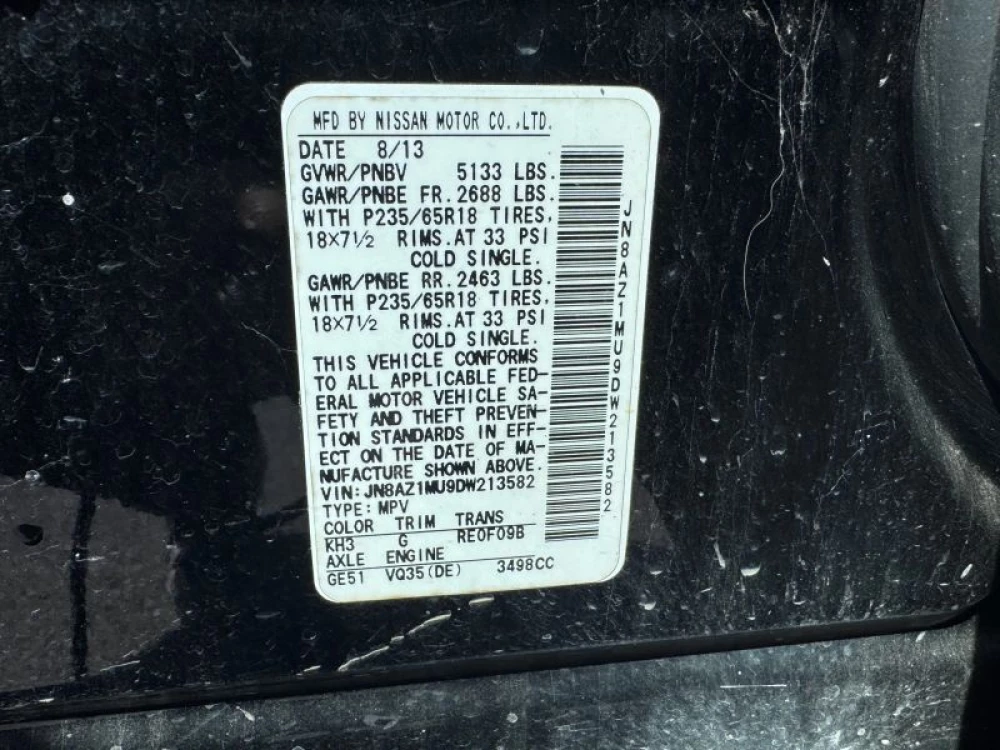 MFD BY NISSAN MOTOR CO.,LTD.
DATE 8/13
GVWR/PNBV 5133 LBS.
GAWR/PNBE FR. 2688 LBS.
WITH P235/65R18 TIRES,
18X7½ RIMS. AT 33 PSI
COLD SINGLE.
GAWR/PNBE RR. 2463 LBS.
WITH P235/65R18 TIRES,
18X7½ RIMS. AT 33 PSI
COLD SINGLE.
THIS VEHICLE CONFORMS
TO ALL APPLICABLE FED-
ERAL MOTOR VEHICLE SA-
FETY AND THEFT PREVEN-
TION STANDARDS IN EFF-
ECT ON THE DATE OF MA-
NUFACTURE SHOWN ABOVE.
VIN: JN8AZ1MU9DW213582
TYPE: MPV
COLOR TRIM TRANS
KH3 G RE0F09B
AXLE ENGINE
GE51 VQ35(DE) 3498CC
JN8AZ1MU9DW213582